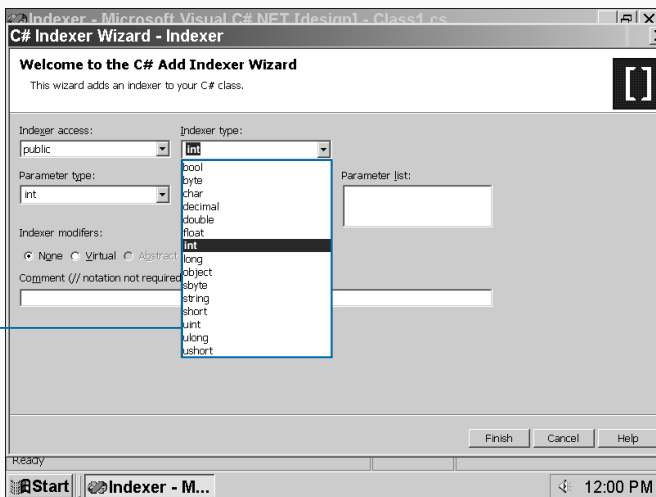 Indexer - Microsoft Visual C#.NET [design] - Class1.cs
C# Indexer Wizard - Indexer
Welcome to the C# Add Indexer Wizard
This wizard adds an indexer to your C# class.
Indexer access:
Indexer type:
public
int
Parameter type:
Parameter list:
int
bool
byte
char
decimal
double
float
int
long
object
sbyte
string
short
uint
ulong
ushort
Indexer modifers:
None Virtual Abstract
Comment (// notation not required
Finish Cancel Help
Ready
Start Indexer - M... 12:00 PM